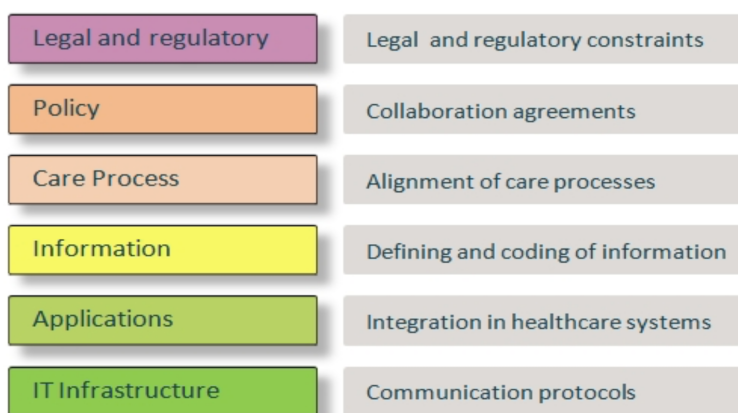 Legal and regulatory
Legal and regulatory constraints
Policy
Collaboration agreements
Care Process
Alignment of care processes
Information
Defining and coding of information
Applications
Integration in healthcare systems
IT Infrastructure
Communication protocols